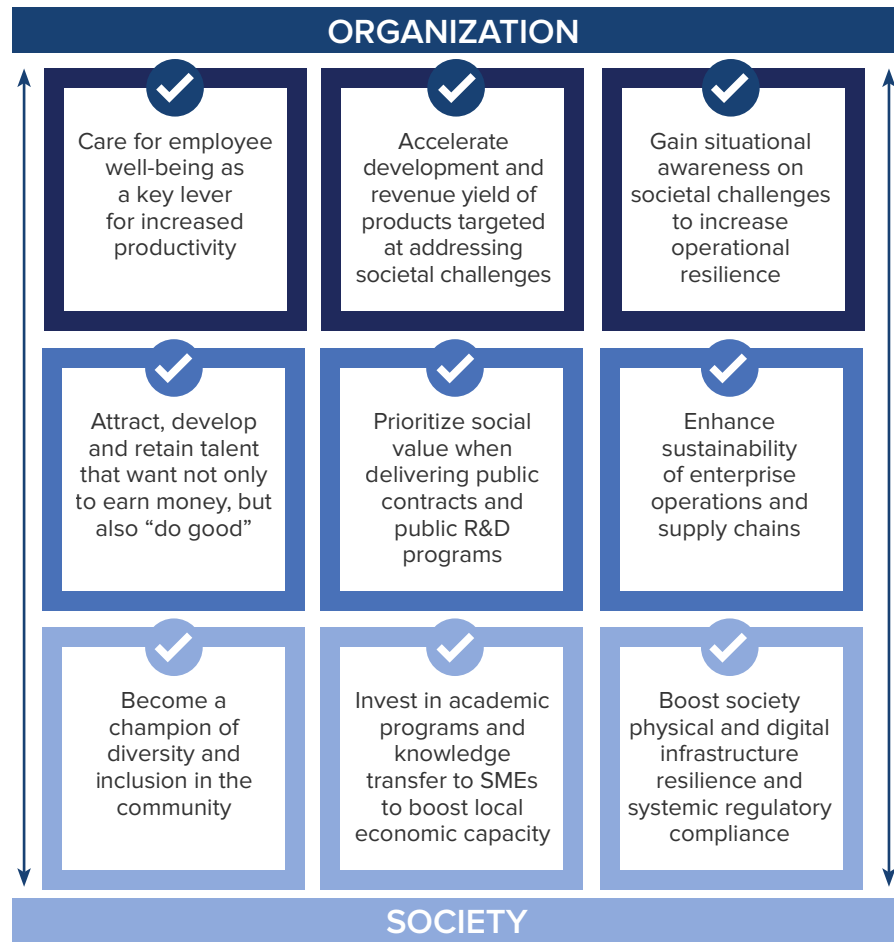 ORGANIZATION
Care for employee
well-being as
a key lever
for increased
productivity
Accelerate
development and
revenue yield of
products targeted
at addressing
societal challenges
Gain situational
awareness on
societal challenges
to increase
operational
resilience
Attract, develop
and retain talent
that want not only
to earn money, but
also “do good”
Prioritize social
value when
delivering public
contracts and
public R&D
programs
Enhance
sustainability
of enterprise
operations and
supply chains
Become a
champion of
diversity and
inclusion in the
community
Invest in academic
programs and
knowledge
transfer to SMEs
to boost local
economic capacity
Boost society
physical and digital
infrastructure
resilience and
systemic regulatory
compliance
SOCIETY